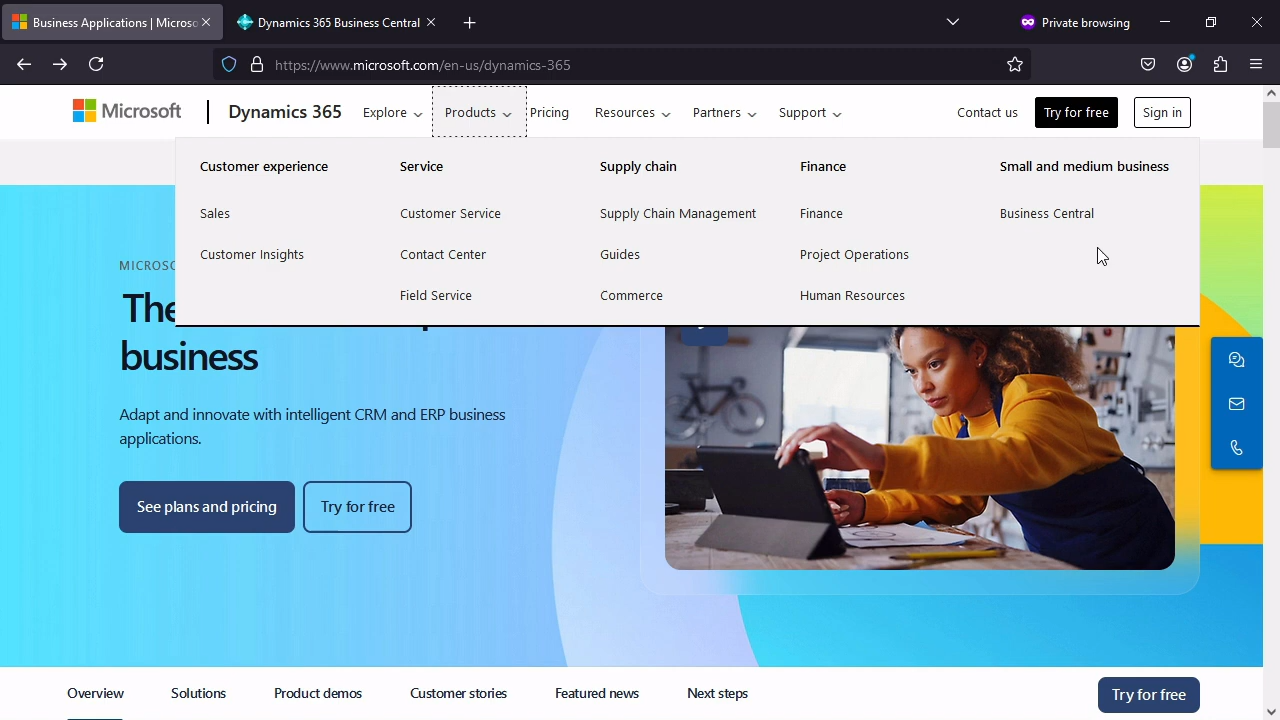 Business Applications | Micros
Dynamics 365 Business Central
Private browsing
https://www.microsoft.com/en-us/dynamics-365
Microsoft
Dynamics 365
Explore
Products
Pricing
Resources
Partners
Support
Contact us
Try for free
Sign in
Customer experience
Sales
Customer Insights
Service
Customer Service
Contact Center
Field Service
Supply chain
Supply Chain Management
Guides
Commerce
Finance
Finance
Project Operations
Human Resources
Small and medium business
Business Central
MICROSO
The
business
Adapt and innovate with intelligent CRM and ERP business
applications.
See plans and pricing
Try for free
Overview
Solutions
Product demos
Customer stories
Featured news
Next steps
Try for free